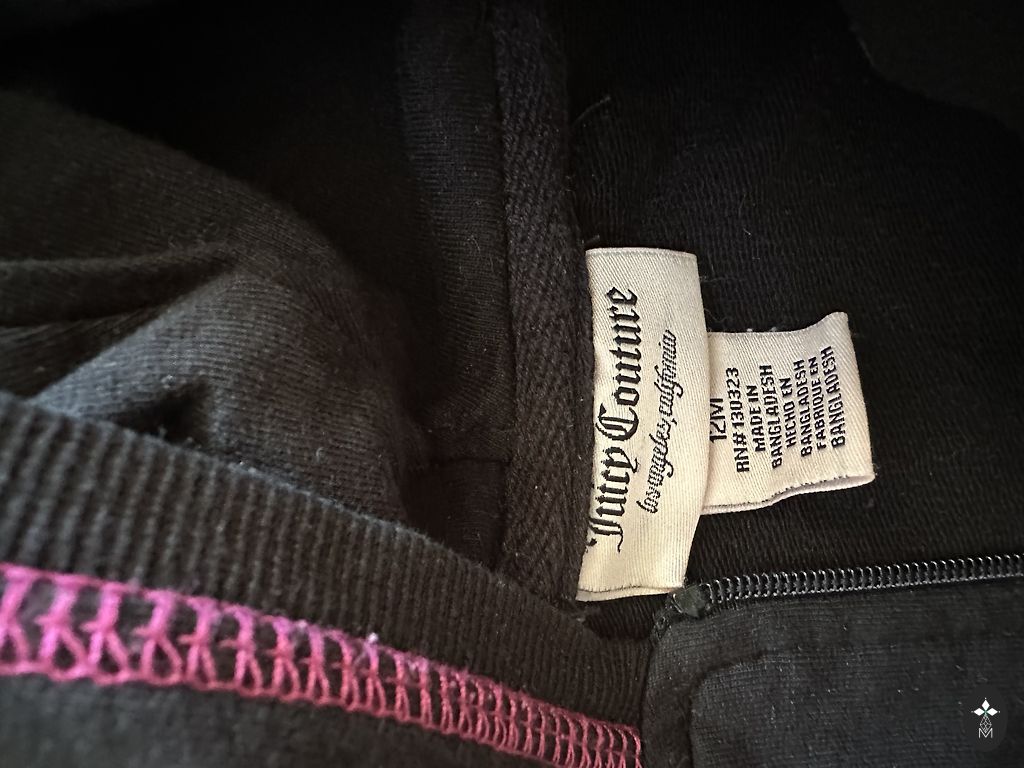 Juicy Couture
los angeles, california
12M
RN# 130323
MADE IN
BANGLADESH
HECHO EN
BANGLADESH
FABRIQUE EN
BANGLADESH
M